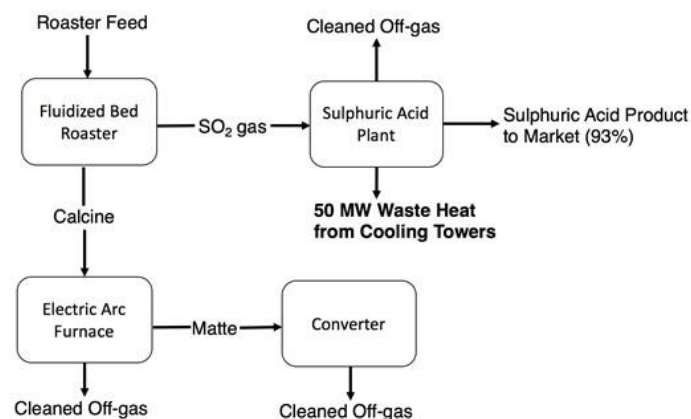 Roaster Feed
Cleaned Off-gas
Fluidized Bed
Roaster
SO₂ gas
Sulphuric Acid
Plant
Sulphuric Acid Product
to Market (93%)
50 MW Waste Heat
from Cooling Towers
Calcine
Electric Arc
Furnace
Matte
Converter
Cleaned Off-gas
Cleaned Off-gas